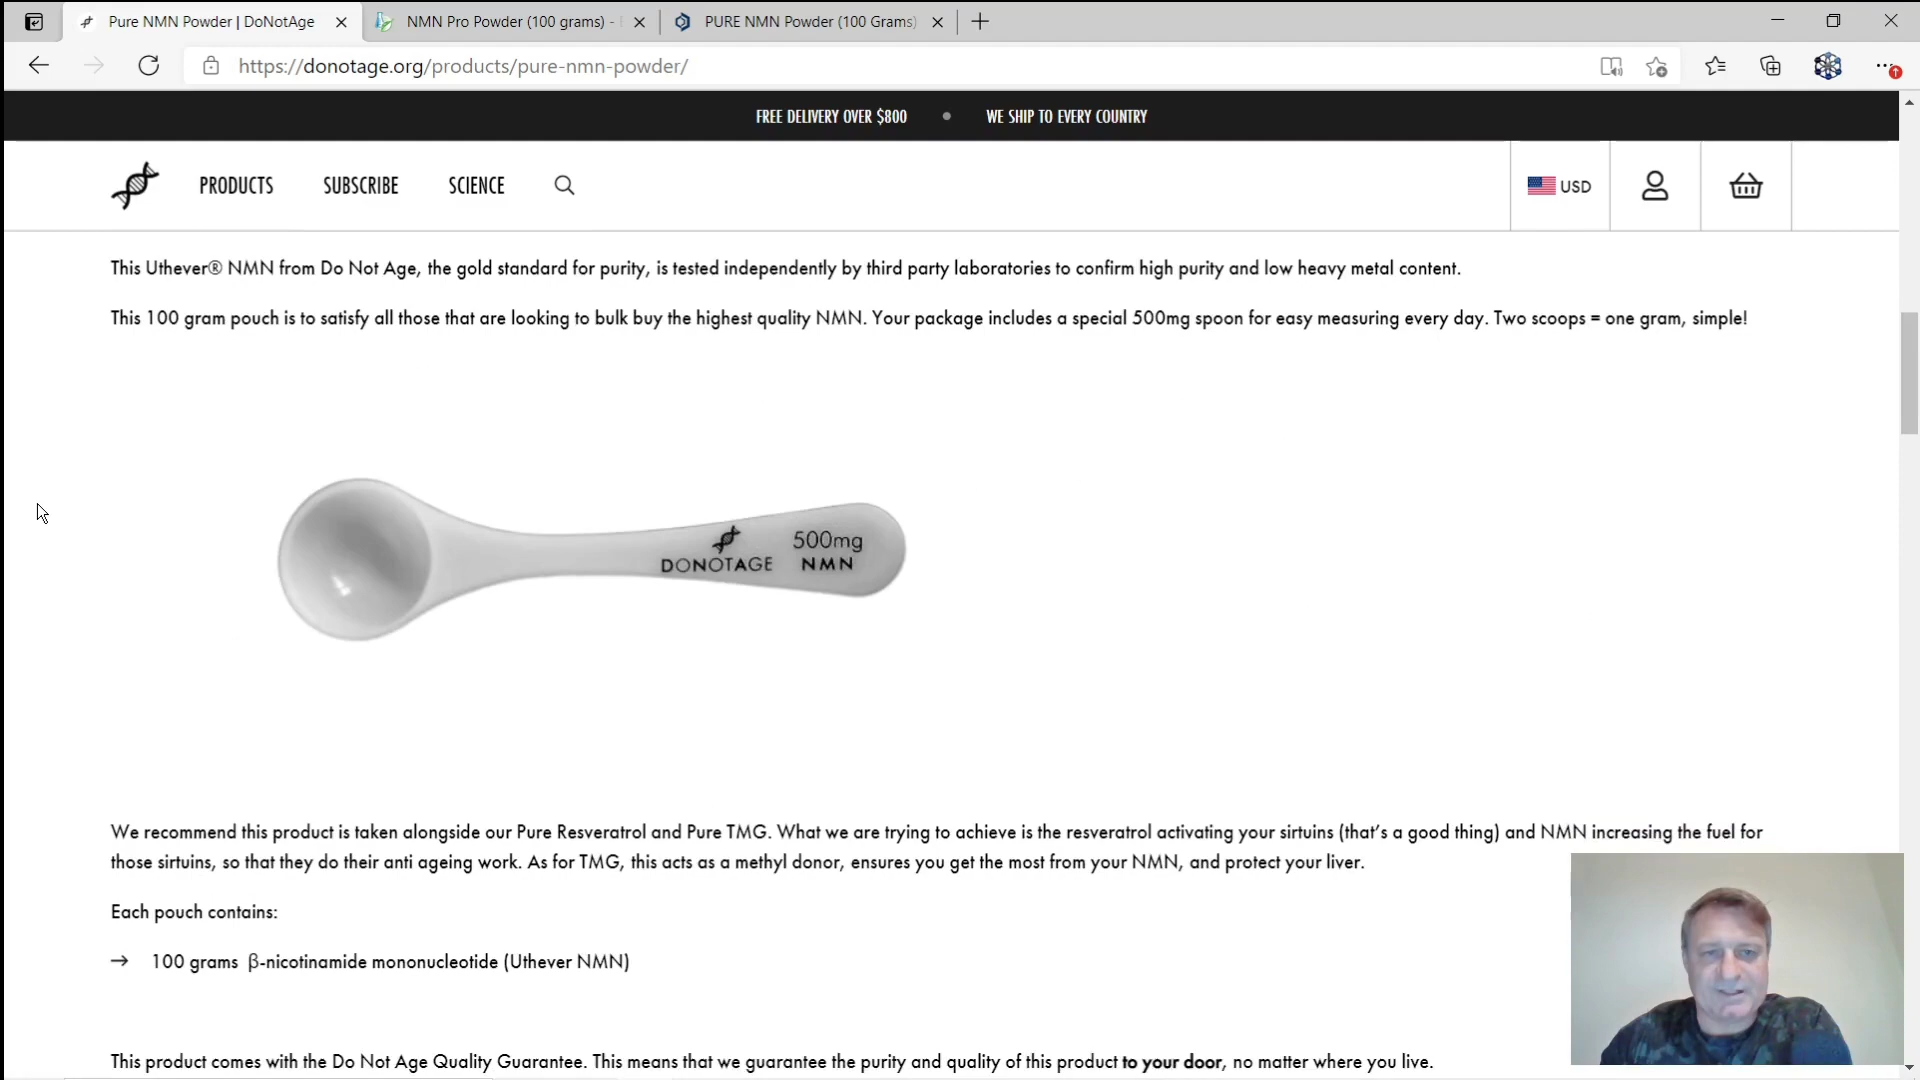 Pure NMN Powder | DoNotAge
NMN Pro Powder (100 grams) -
PURE NMN Powder (100 Grams)
https://donotage.org/products/pure-nmn-powder/
FREE DELIVERY OVER $800 • WE SHIP TO EVERY COUNTRY
PRODUCTS SUBSCRIBE SCIENCE USD
This Uthever® NMN from Do Not Age, the gold standard for purity, is tested independently by third party laboratories to confirm high purity and low heavy metal content.
This 100 gram pouch is to satisfy all those that are looking to bulk buy the highest quality NMN. Your package includes a special 500mg spoon for easy measuring every day. Two scoops = one gram, simple!
DONOTAGE
500mg
NMN
We recommend this product is taken alongside our Pure Resveratrol and Pure TMG. What we are trying to achieve is the resveratrol activating your sirtuins (that’s a good thing) and NMN increasing the fuel for
those sirtuins, so that they do their anti ageing work. As for TMG, this acts as a methyl donor, ensures you get the most from your NMN, and protect your liver.
Each pouch contains:
→ 100 grams β-nicotinamide mononucleotide (Uthever NMN)
This product comes with the Do Not Age Quality Guarantee. This means that we guarantee the purity and quality of this product to your door, no matter where you live.